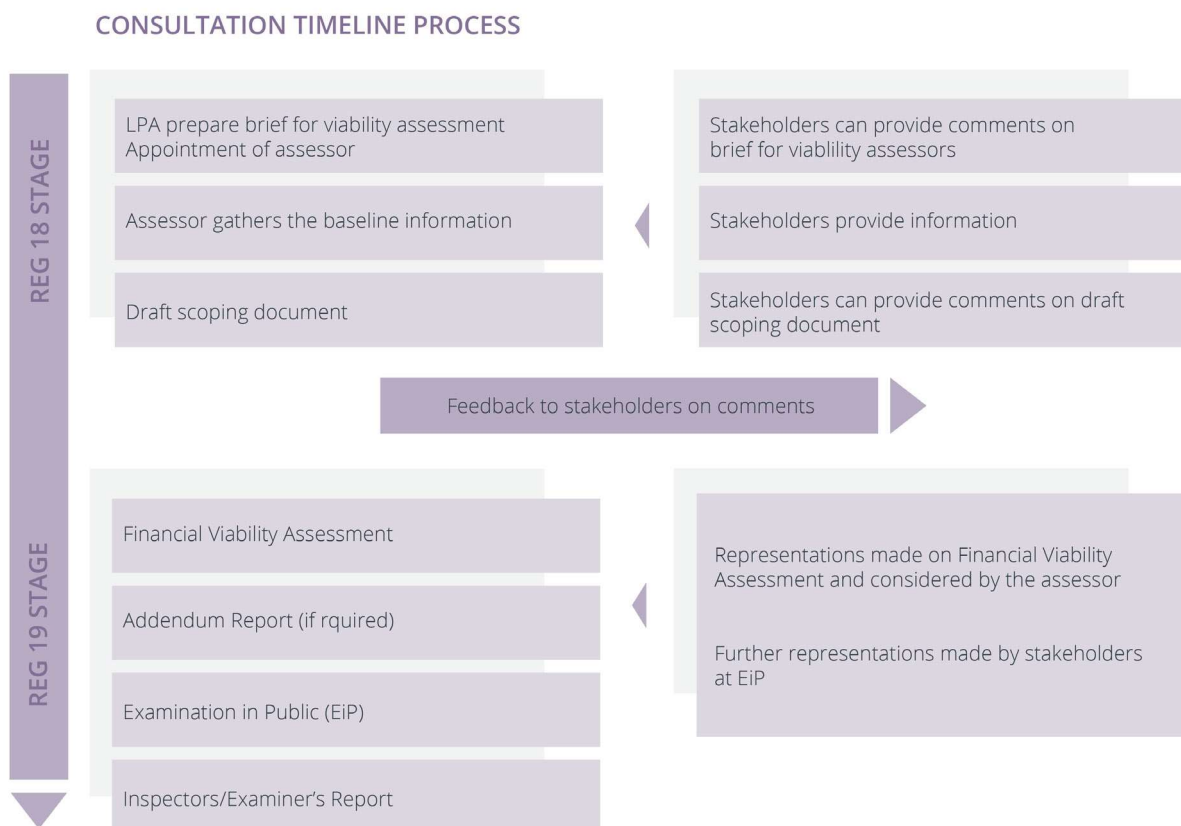 CONSULTATION TIMELINE PROCESS
REG 18 STAGE
LPA prepare brief for viability assessment
Appointment of assessor
Assessor gathers the baseline information
Draft scoping document
Stakeholders can provide comments on
brief for viablility assessors
Stakeholders provide information
Stakeholders can provide comments on draft
scoping document
Feedback to stakeholders on comments
REG 19 STAGE
Financial Viability Assessment
Addendum Report (if rquired)
Examination in Public (EiP)
Inspectors/Examiner’s Report
Representations made on Financial Viability
Assessment and considered by the assessor
Further representations made by stakeholders
at EiP